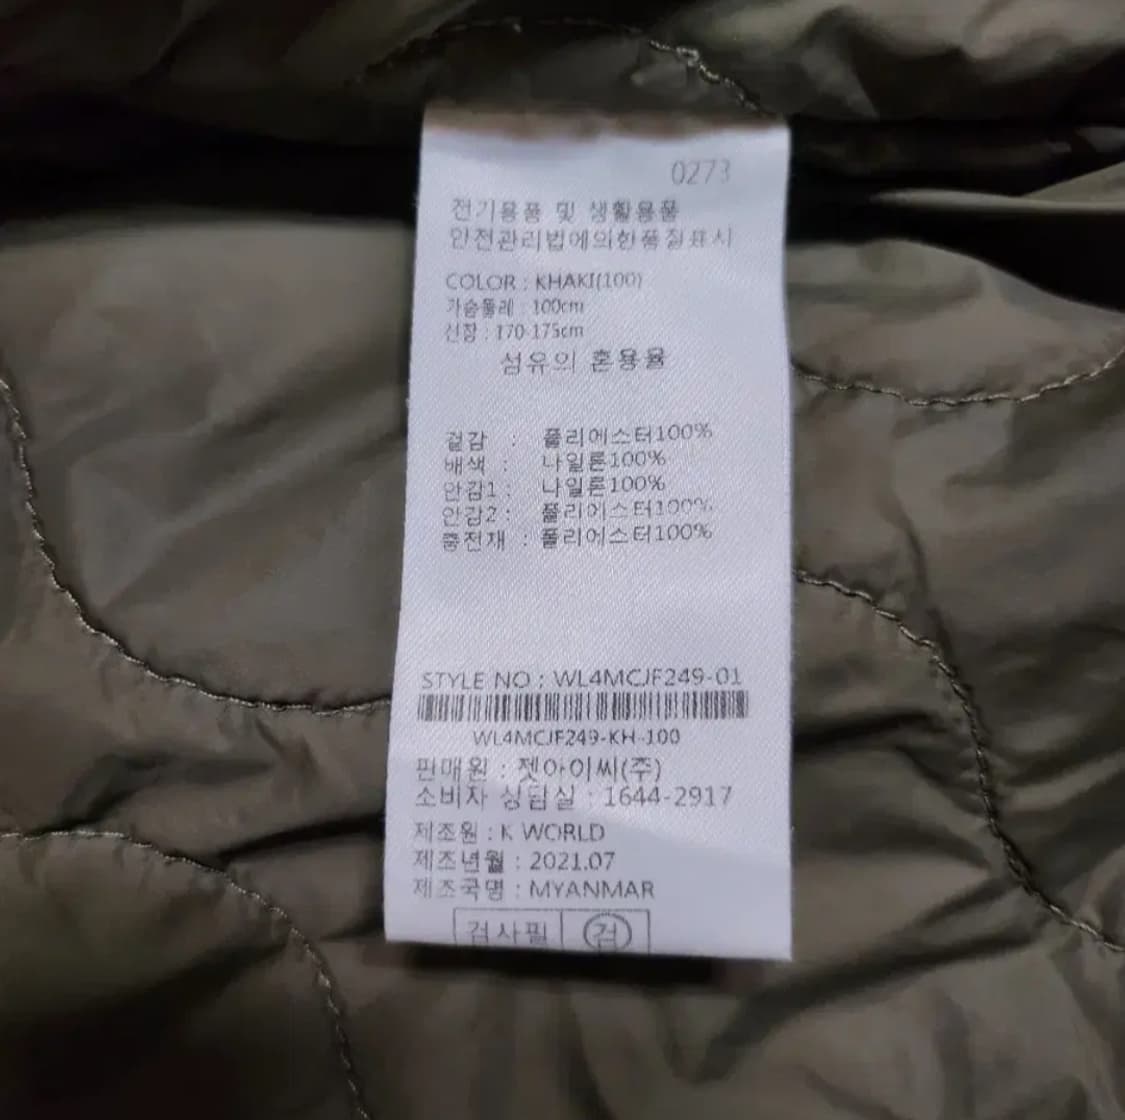 0273
전기용품 및 생활용품
안전관리법에의한품질표시
COLOR : KHAKI(100)
가슴둘레 : 100cm
신장 : 170-175cm
섬유의 혼용율
겉감 : 폴리에스터100%
배색 : 나일론100%
안감1 : 나일론100%
안감2 : 폴리에스터100%
충전재 : 폴리에스터100%
STYLE NO : WL4MCJF249-01
WL4MCJF249-KH-100
판매원 : 젯아이씨(주)
소비자 상담실 : 1644-2917
제조원 : K WORLD
제조년월 : 2021.07
제조국명 : MYANMAR
검사필 검